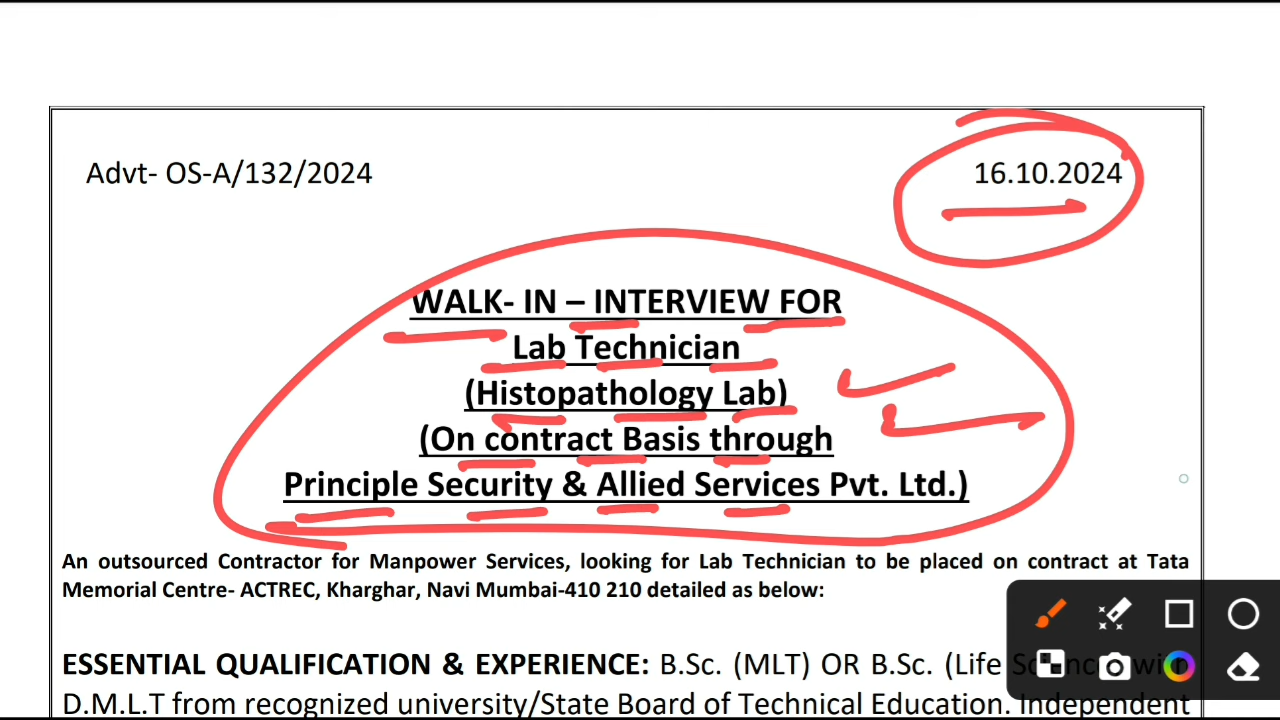 Advt- OS-A/132/2024
16.10.2024
WALK- IN – INTERVIEW FOR
Lab Technician
(Histopathology Lab)
(On contract Basis through
Principle Security & Allied Services Pvt. Ltd.)
An outsourced Contractor for Manpower Services, looking for Lab Technician to be placed on contract at Tata
Memorial Centre- ACTREC, Kharghar, Navi Mumbai-410 210 detailed as below:
ESSENTIAL QUALIFICATION & EXPERIENCE: B.Sc. (MLT) OR B.Sc. (Life
D.M.L.T from recognized university/State Board of Technical Education. Independent